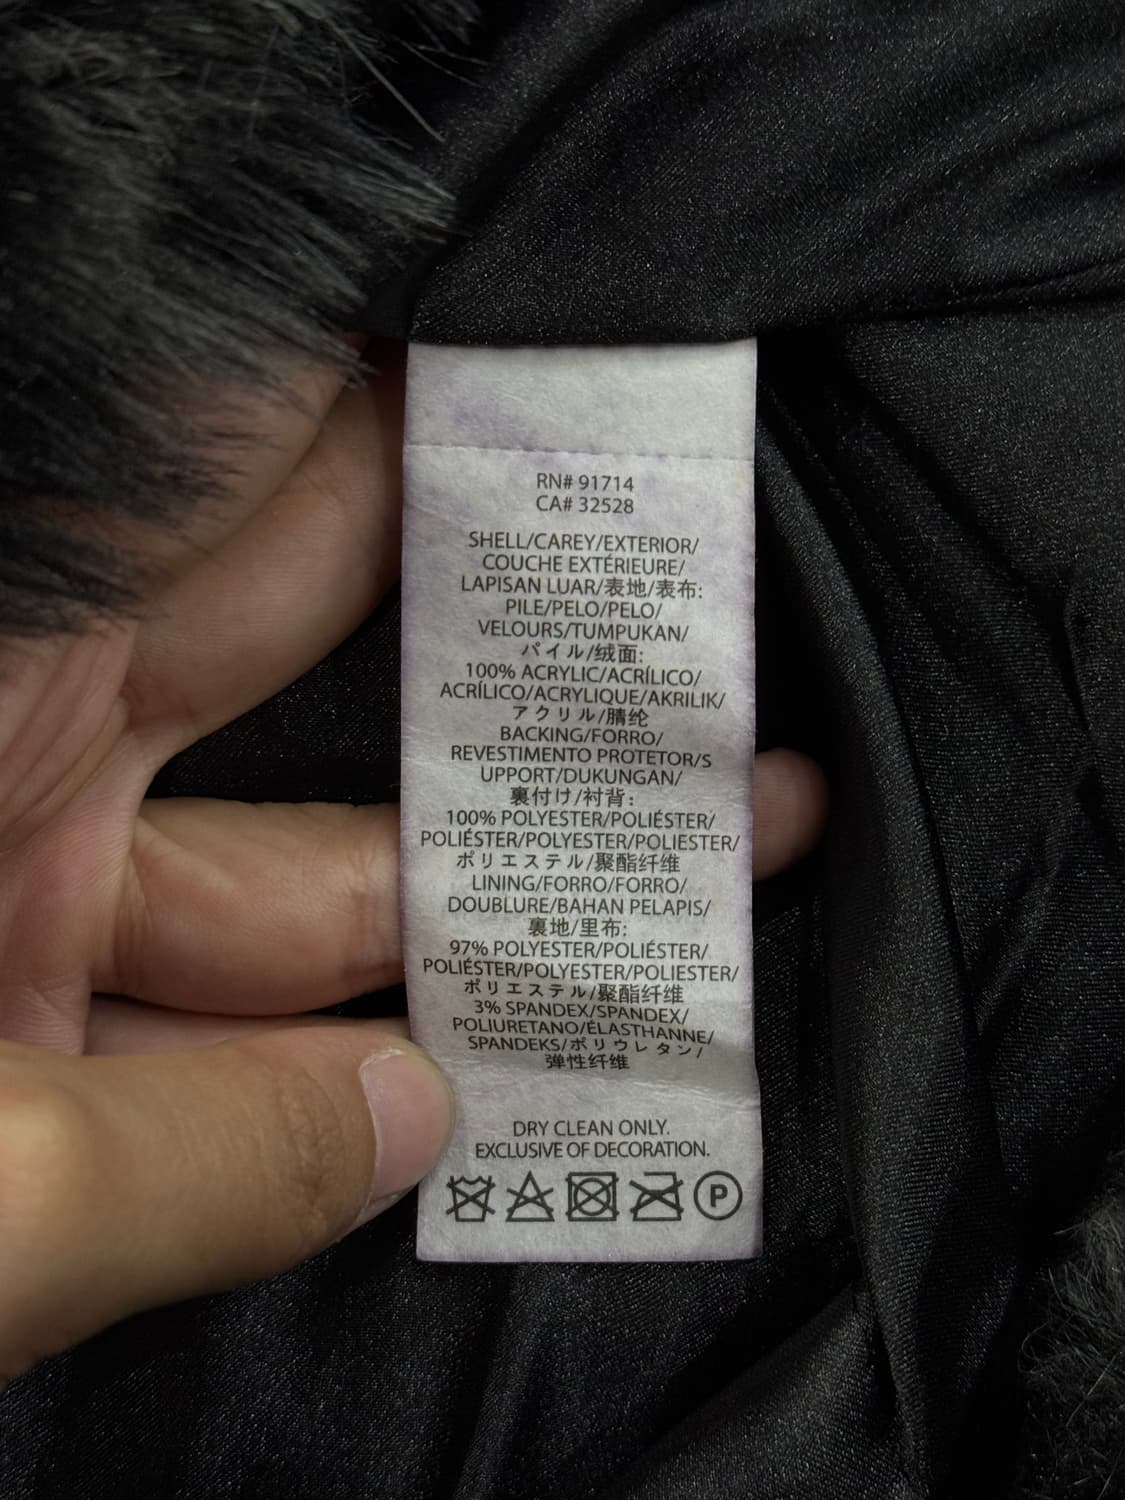 RN# 91714
CA# 32528
SHELL/CAREY/EXTERIOR/
COUCHE EXTÉRIEURE/
LAPISAN LUAR/表地/表布:
PILE/PELO/PELO/
VELOURS/TUMPUKAN/
パイル/绒面:
100% ACRYLIC/ACRÍLICO/
ACRÍLICO/ACRYLIQUE/AKRILIK/
アクリル/腈纶
BACKING/FORRO/
REVESTIMENTO PROTETOR/S
UPPORT/DUKUNGAN/
裏付け/衬背:
100% POLYESTER/POLIÉSTER/
POLIÉSTER/POLYESTER/POLIESTER/
ポリエステル/聚酯纤维
LINING/FORRO/FORRO/
DOUBLURE/BAHAN PELAPIS/
裏地/里布:
97% POLYESTER/POLIÉSTER/
POLIÉSTER/POLYESTER/POLIESTER/
ポリエステル/聚酯纤维
3% SPANDEX/SPANDEX/
POLIURETANO/ÉLASTHANNE/
SPANDEKS/ポリウレタン/
弹性纤维
DRY CLEAN ONLY.
EXCLUSIVE OF DECORATION.
P